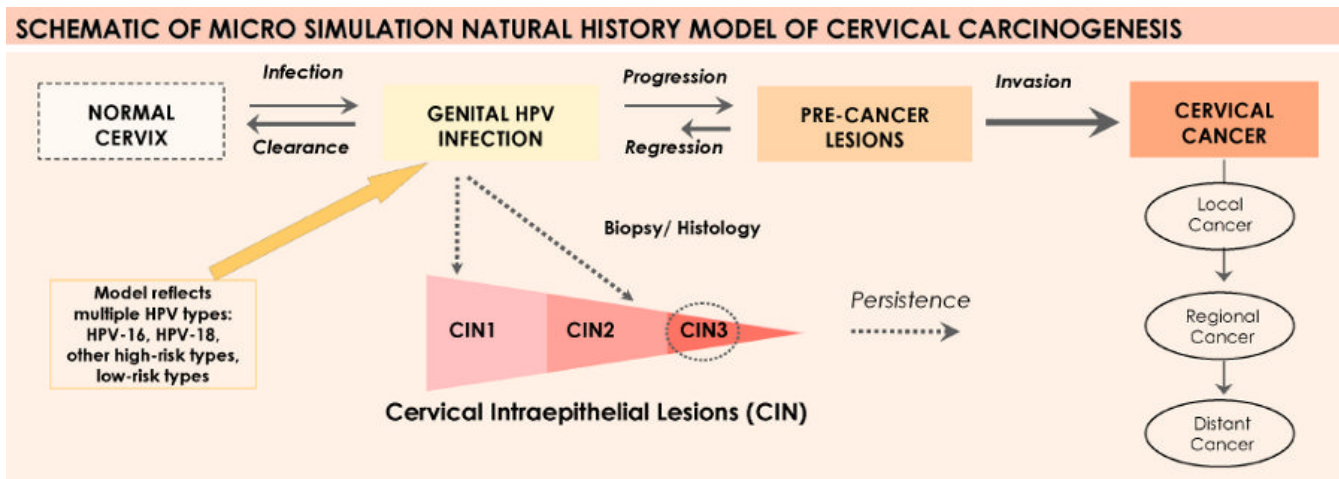 SCHEMATIC OF MICRO SIMULATION NATURAL HISTORY MODEL OF CERVICAL CARCINOGENESIS
Infection
Progression
Invasion
NORMAL
CERVIX
GENITAL HPV
INFECTION
PRE-CANCER
LESIONS
CERVICAL
CANCER
Clearance
Regression
Local
Cancer
Biopsy/ Histology
Model reflects
multiple HPV types:
HPV-16, HPV-18,
other high-risk types,
low-risk types
CIN1
CIN2
CIN3
Persistence
Regional
Cancer
Cervical Intraepithelial Lesions (CIN)
Distant
Cancer